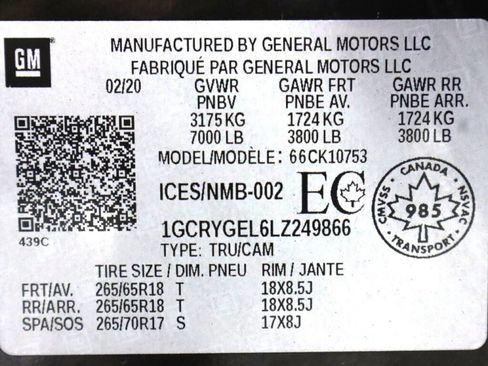 GM
MANUFACTURED BY GENERAL MOTORS LLC
FABRIQUÉ PAR GENERAL MOTORS LLC
02/20 GVWR GAWR FRT GAWR RR
PNBV PNBE AV. PNBE ARR.
3175 KG 1724 KG 1724 KG
7000 LB 3800 LB 3800 LB
MODEL/MODÈLE: 66CK10753
ICES/NMB-002 EC
1GCRYGEL6LZ249866
TYPE: TRU/CAM
439C
CANADA
CMVSS 985 NSVAC
TRANSPORT
TIRE SIZE / DIM. PNEU RIM / JANTE
FRT/AV. 265/65R18 T 18X8.5J
RR/ARR. 265/65R18 T 18X8.5J
SPA/SOS 265/70R17 S 17X8J